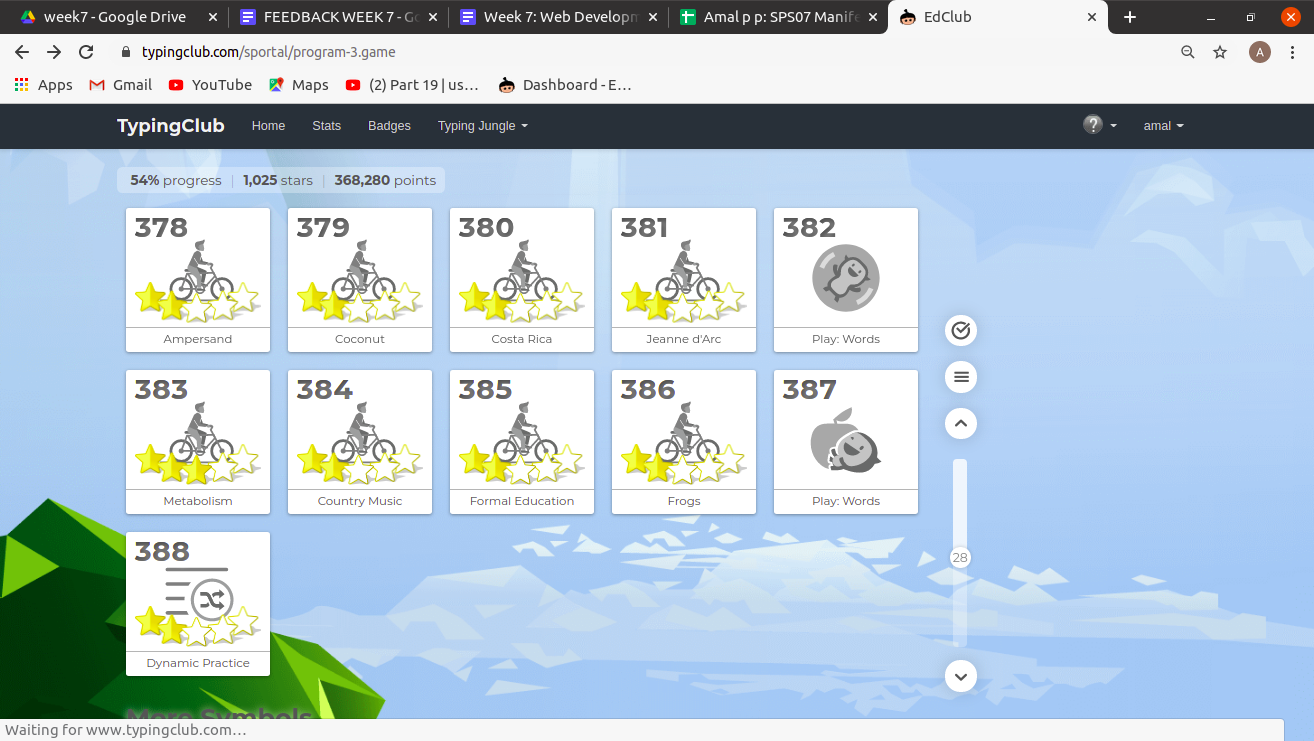 week7 - Google Drive
FEEDBACK WEEK 7 - Go
Week 7: Web Developm
Amal p p: SPS07 Manife
EdClub
typingclub.com/sportal/program-3.game
A
Apps
Gmail
YouTube
Maps
(2) Part 19 | us…
Dashboard - E…
TypingClub
Home
Stats
Badges
Typing Jungle
?
amal
54% progress | 1,025 stars | 368,280 points
378
379
380
381
382
Ampersand
Coconut
Costa Rica
Jeanne d'Arc
Play: Words
383
384
385
386
387
Metabolism
Country Music
Formal Education
Frogs
Play: Words
28
388
Dynamic Practice
More Symbols
Waiting for www.typingclub.com…